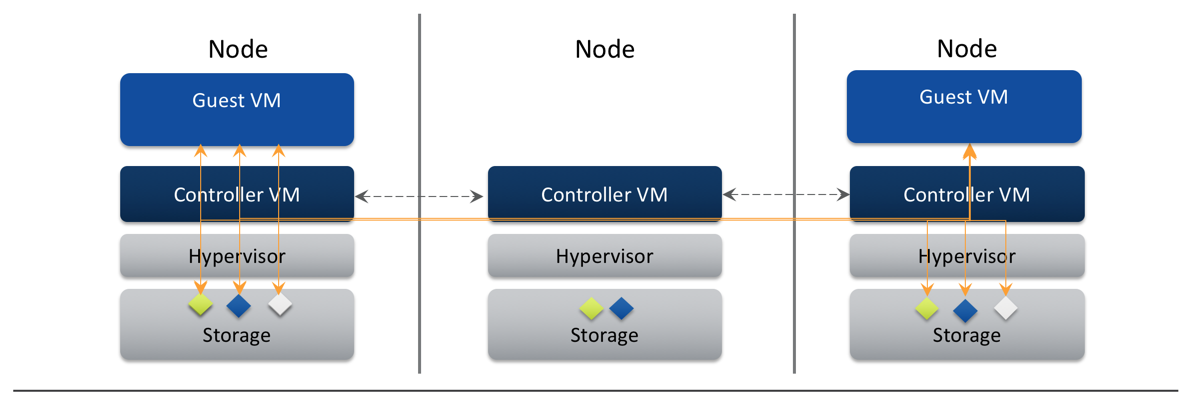 Node
Node
Node
Guest VM
Guest VM
Controller VM
Controller VM
Controller VM
Hypervisor
Hypervisor
Hypervisor
Storage
Storage
Storage